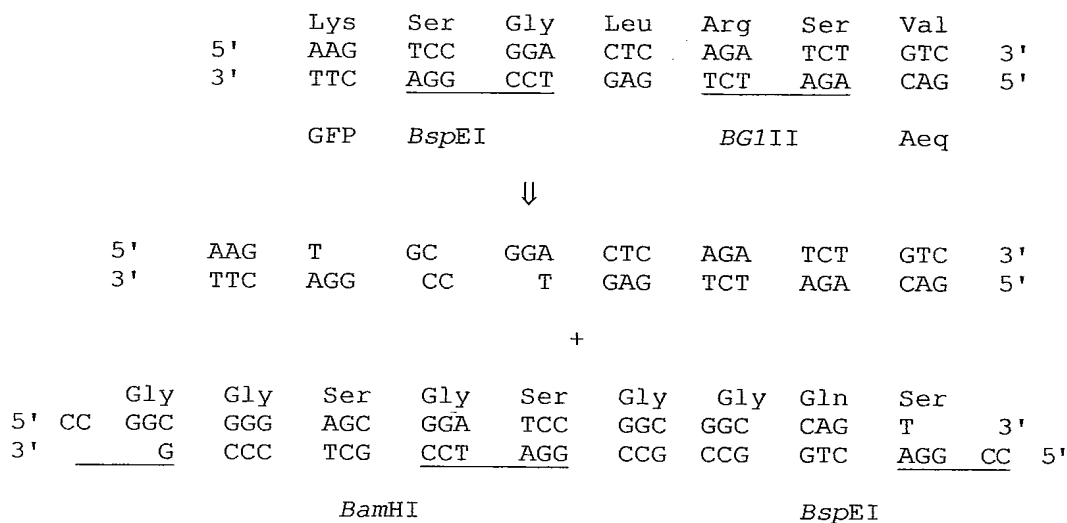 Lys Ser Gly Leu Arg Ser Val
5' AAG TCC GGA CTC AGA TCT GTC 3'
3' TTC AGG CCT GAG TCT AGA CAG 5'
GFP BspEI BGlII Aeq
⇓
5' AAG T GC GGA CTC AGA TCT GTC 3'
3' TTC AGG CC T GAG TCT AGA CAG 5'
+
Gly Gly Ser Gly Ser Gly Gly Gln Ser
5' CC GGC GGG AGC GGA TCC GGC GGC CAG T 3'
3' G CCC TCG CCT AGG CCG CCG GTC AGG CC 5'
BamHI BspEI